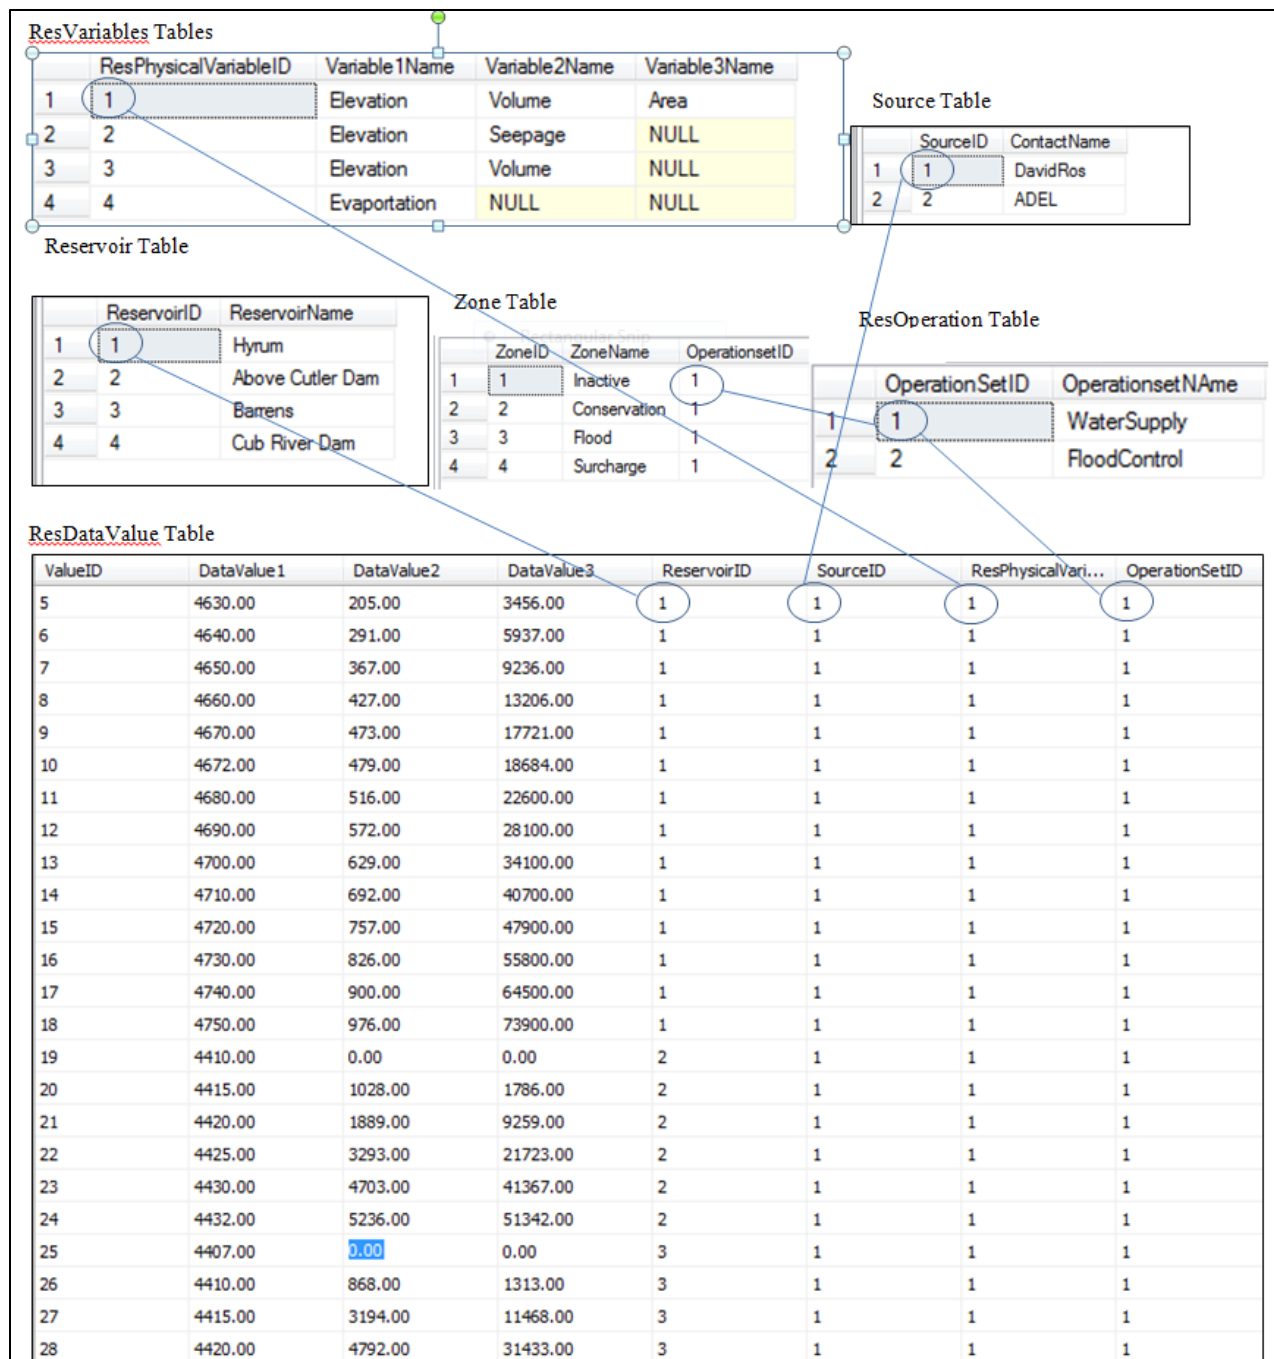 ResVariables Tables
ResPhysicalVariableID Variable1Name Variable2Name Variable3Name
1 1 Elevation Volume Area
2 2 Elevation Seepage NULL
3 3 Elevation Volume NULL
4 4 Evaportation NULL NULL
Source Table
SourceID ContactName
1 1 DavidRos
2 2 ADEL
Reservoir Table
ReservoirID ReservoirName
1 1 Hyrum
2 2 Above Cutler Dam
3 3 Barrens
4 4 Cub River Dam
Zone Table
Rectangular Snip
ZoneID ZoneName OperationsetID
1 1 Inactive 1
2 2 Conservation 1
3 3 Flood 1
4 4 Surcharge 1
ResOperation Table
OperationSetID OperationsetNAme
1 1 WaterSupply
2 2 FloodControl
ResDataValue Table
ValueID DataValue1 DataValue2 DataValue3 ReservoirID SourceID ResPhysicalVari... OperationSetID
5 4630.00 205.00 3456.00 1 1 1 1
6 4640.00 291.00 5937.00 1 1 1 1
7 4650.00 367.00 9236.00 1 1 1 1
8 4660.00 427.00 13206.00 1 1 1 1
9 4670.00 473.00 17721.00 1 1 1 1
10 4672.00 479.00 18684.00 1 1 1 1
11 4680.00 516.00 22600.00 1 1 1 1
12 4690.00 572.00 28100.00 1 1 1 1
13 4700.00 629.00 34100.00 1 1 1 1
14 4710.00 692.00 40700.00 1 1 1 1
15 4720.00 757.00 47900.00 1 1 1 1
16 4730.00 826.00 55800.00 1 1 1 1
17 4740.00 900.00 64500.00 1 1 1 1
18 4750.00 976.00 73900.00 1 1 1 1
19 4410.00 0.00 0.00 2 1 1 1
20 4415.00 1028.00 1786.00 2 1 1 1
21 4420.00 1889.00 9259.00 2 1 1 1
22 4425.00 3293.00 21723.00 2 1 1 1
23 4430.00 4703.00 41367.00 2 1 1 1
24 4432.00 5236.00 51342.00 2 1 1 1
25 4407.00 0.00 0.00 3 1 1 1
26 4410.00 868.00 1313.00 3 1 1 1
27 4415.00 3194.00 11468.00 3 1 1 1
28 4420.00 4792.00 31433.00 3 1 1 1